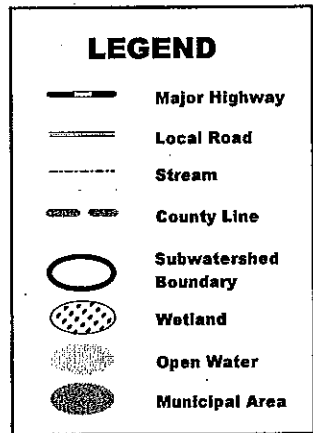 LEGEND
Major Highway
Local Road
Stream
County Line
Subwatershed
Boundary
Wetland
Open Water
Municipal Area